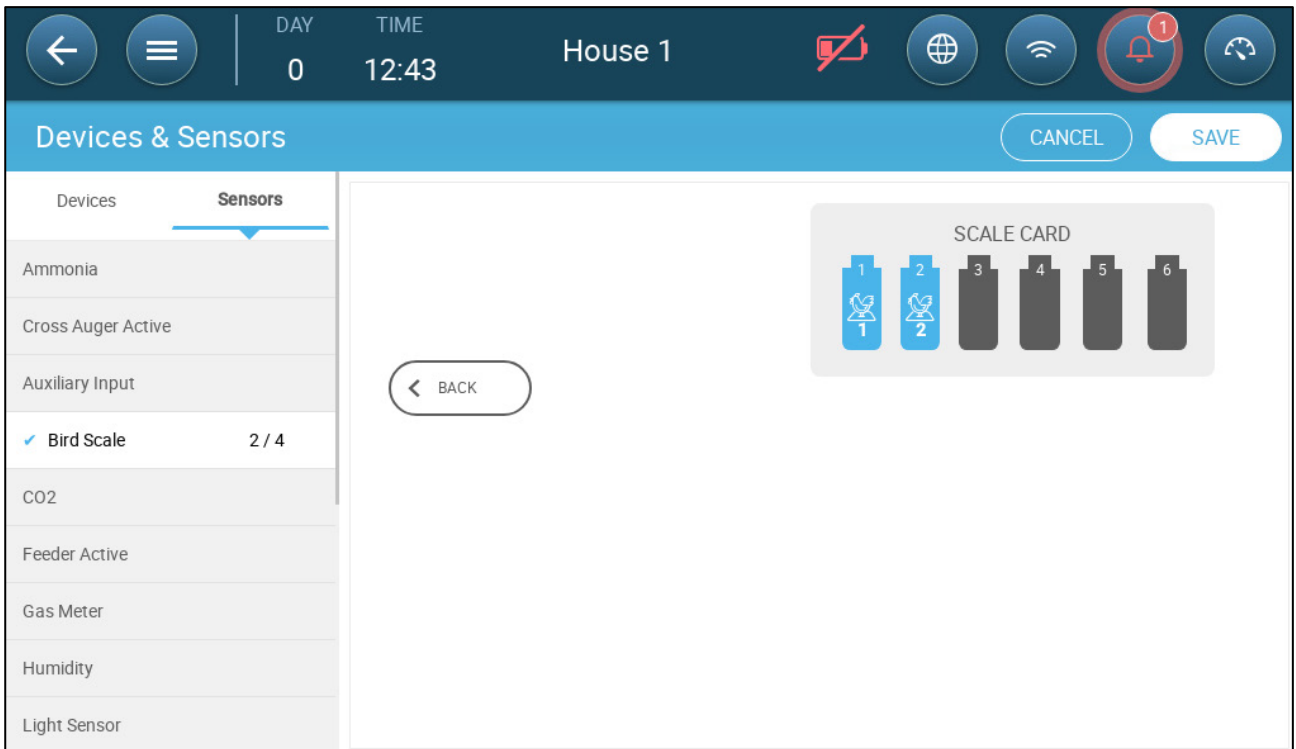 DAY TIME
0 12:43 House 1 1
Devices & Sensors CANCEL SAVE
Devices Sensors
Ammonia
Cross Auger Active
Auxiliary Input
Bird Scale 2 / 4
CO2
Feeder Active
Gas Meter
Humidity
Light Sensor
BACK
SCALE CARD
1 2 3 4 5 6
1 2